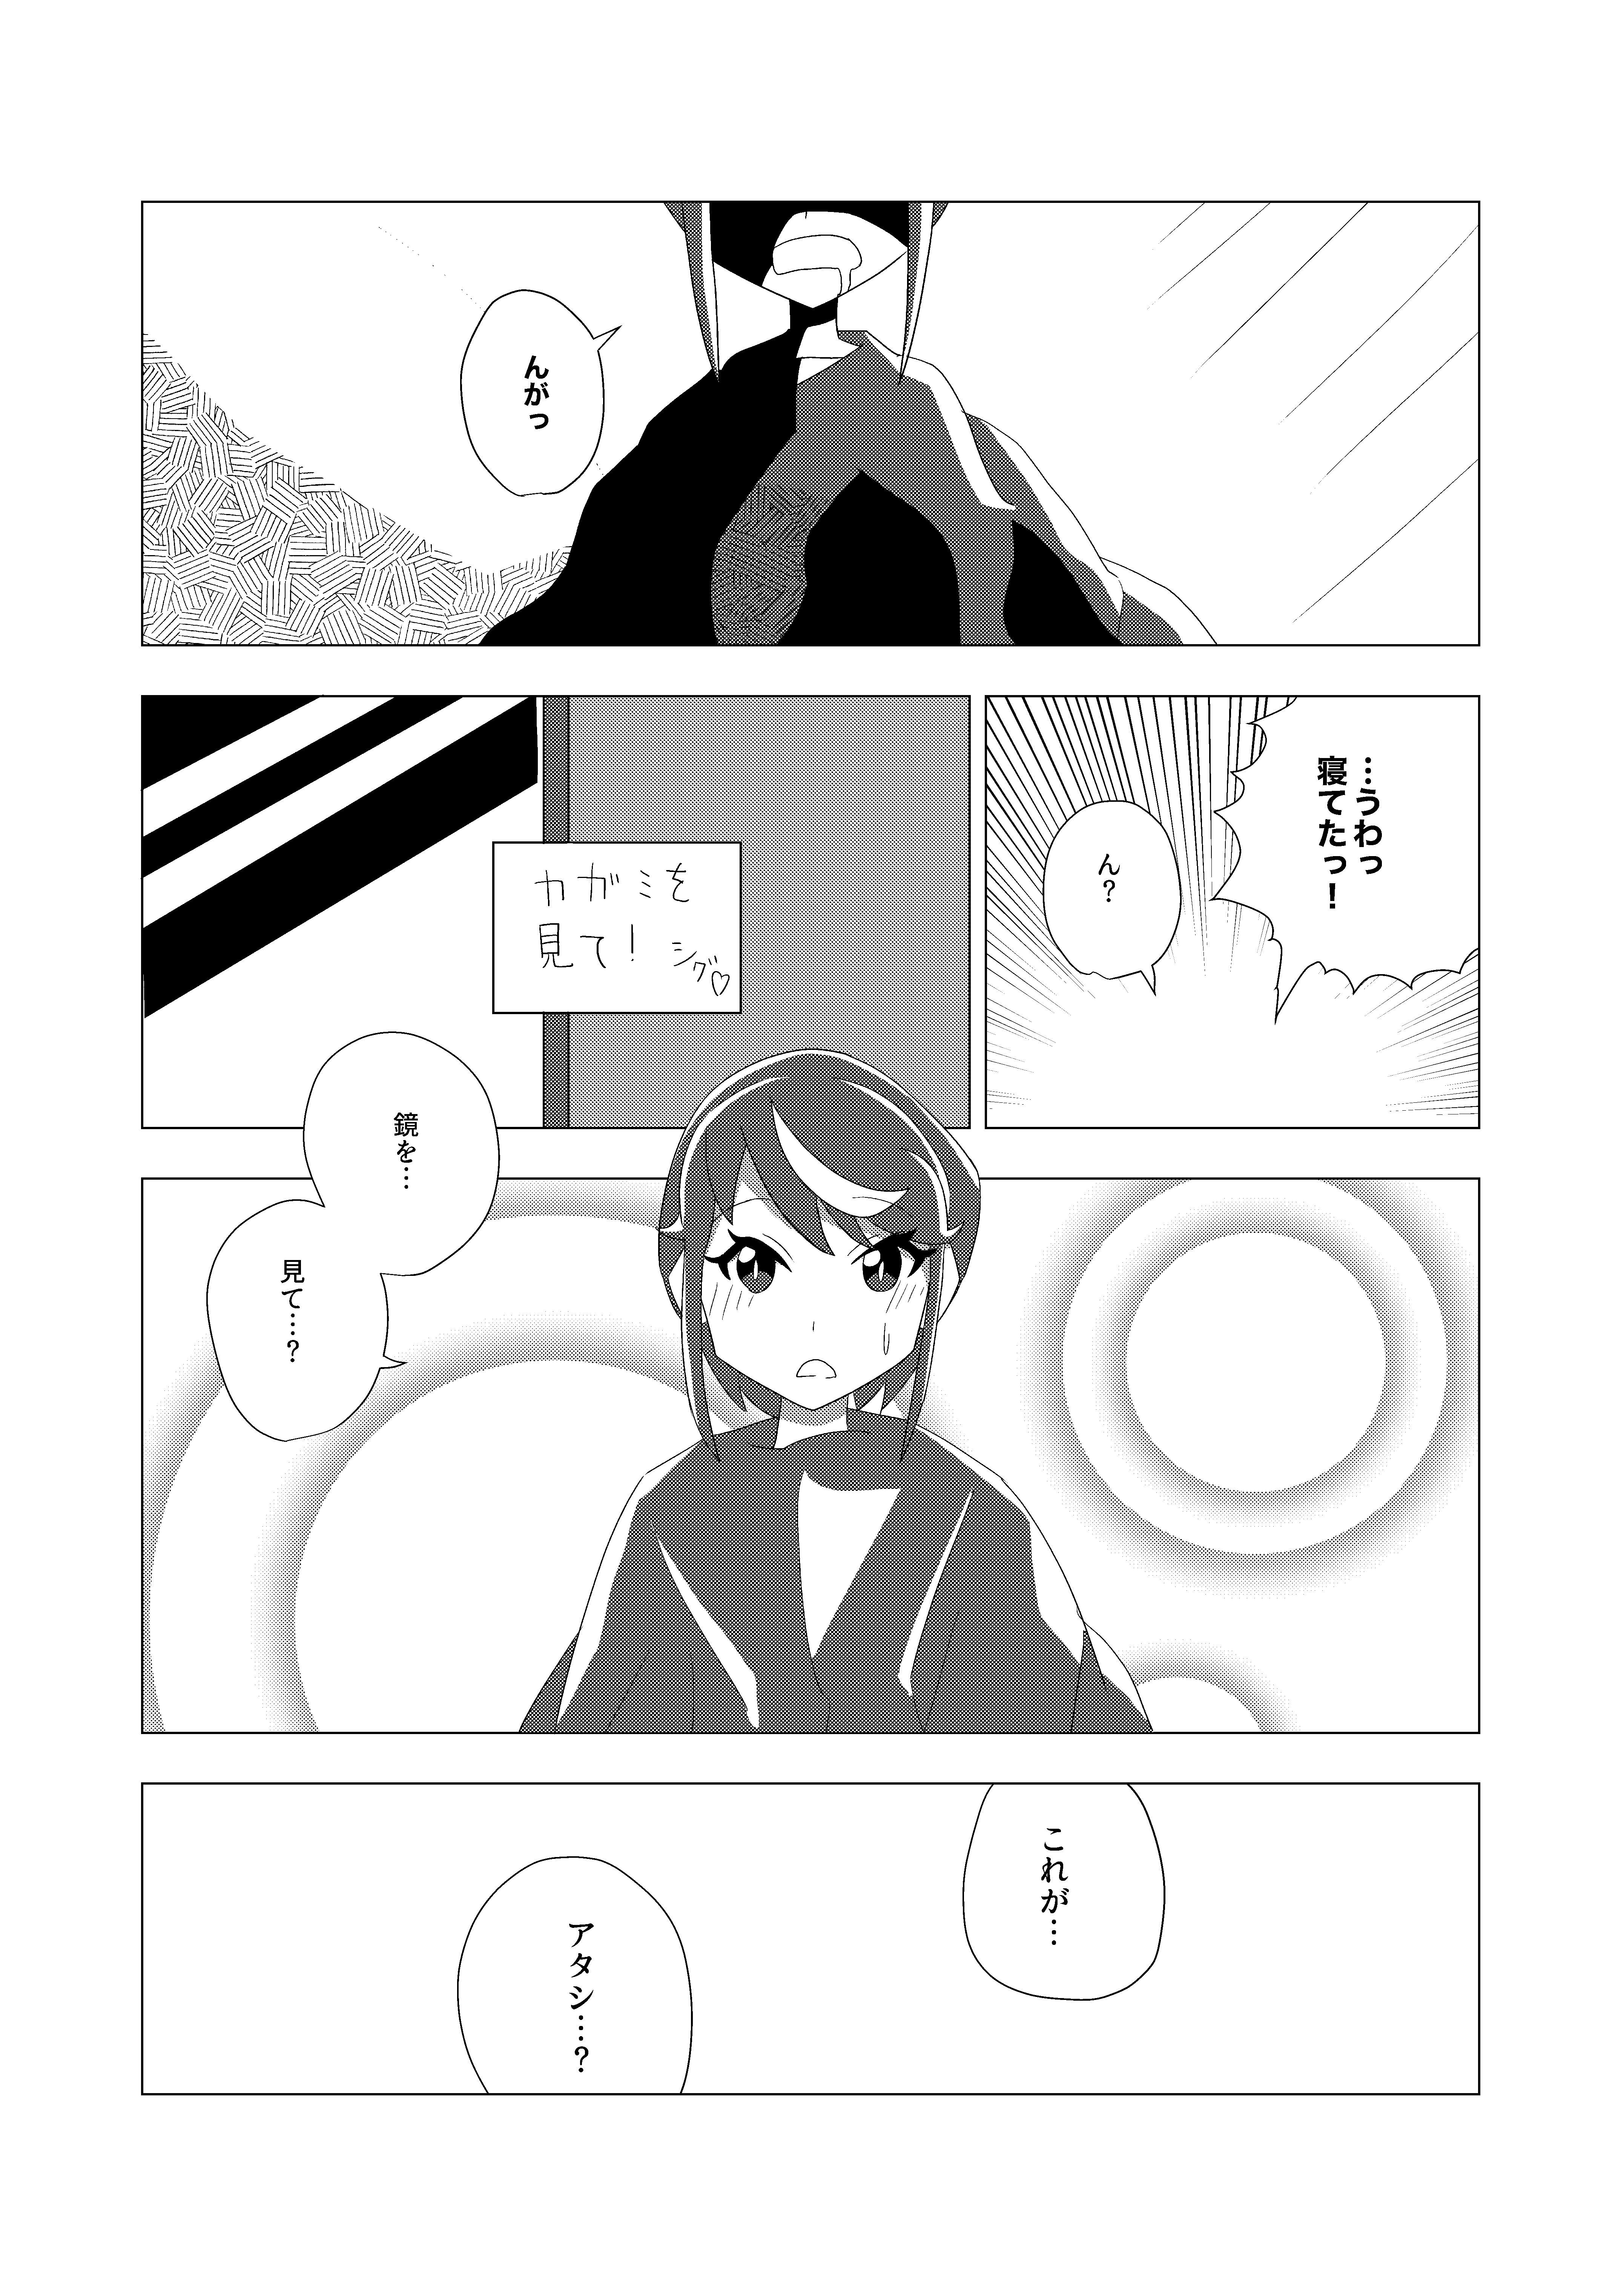 んがっ
…うわっ
寝てたっ！
ん？
カガミを
見て！
シグ♡
鏡を…
見て…？
これが…
アタシ…？